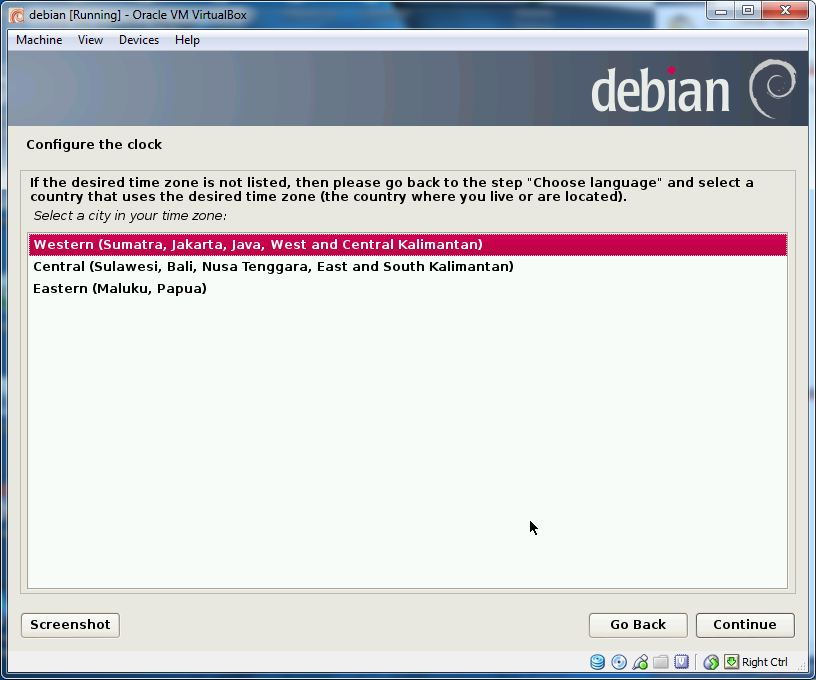 debian [Running] - Oracle VM VirtualBox
Machine View Devices Help
debian
Configure the clock
If the desired time zone is not listed, then please go back to the step "Choose language" and select a
country that uses the desired time zone (the country where you live or are located).
Select a city in your time zone:
Western (Sumatra, Jakarta, Java, West and Central Kalimantan)
Central (Sulawesi, Bali, Nusa Tenggara, East and South Kalimantan)
Eastern (Maluku, Papua)
Screenshot Go Back Continue
Right Ctrl